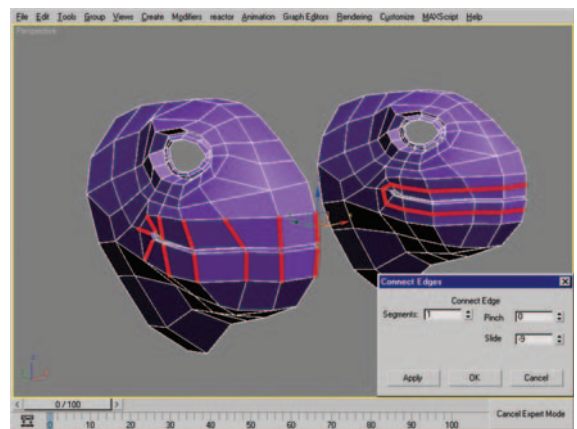 File Edit Tools Group Views Create Modifiers reactor Animation Graph Editors Rendering Customize MAXScript Help
Perspective
Connect Edges
Connect Edge
Segments: 1
Pinch 0
Slide -9
Apply OK Cancel
0 / 100
0 10 20 30 40 50 60 70 80 90 100
Cancel Expert Mode